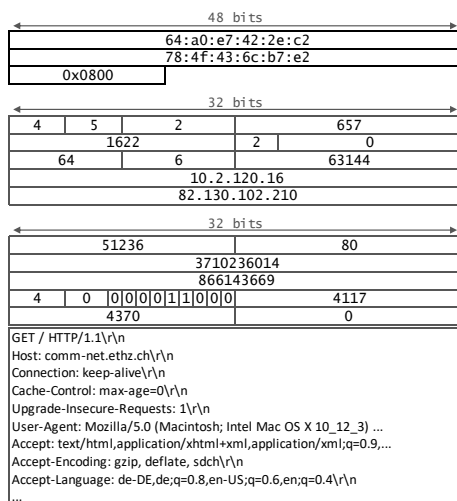 48 bits
64:a0:e7:42:2e:c2
78:4f:43:6c:b7:e2
0x0800
32 bits
4 5 2 657
1622 2 0
64 6 63144
10.2.120.16
82.130.102.210
32 bits
51236 80
3710236014
866143669
4 0 0 0 0 0 1 1 0 0 0 4117
4370 0
GET / HTTP/1.1\r\n
Host: comm-net.ethz.ch\r\n
Connection: keep-alive\r\n
Cache-Control: max-age=0\r\n
Upgrade-Insecure-Requests: 1\r\n
User-Agent: Mozilla/5.0 (Macintosh; Intel Mac OS X 10_12_3) ...
Accept: text/html,application/xhtml+xml,application/xml;q=0.9,...
Accept-Encoding: gzip, deflate, sdch\r\n
Accept-Language: de-DE,de;q=0.8,en-US;q=0.6,en;q=0.4\r\n
...